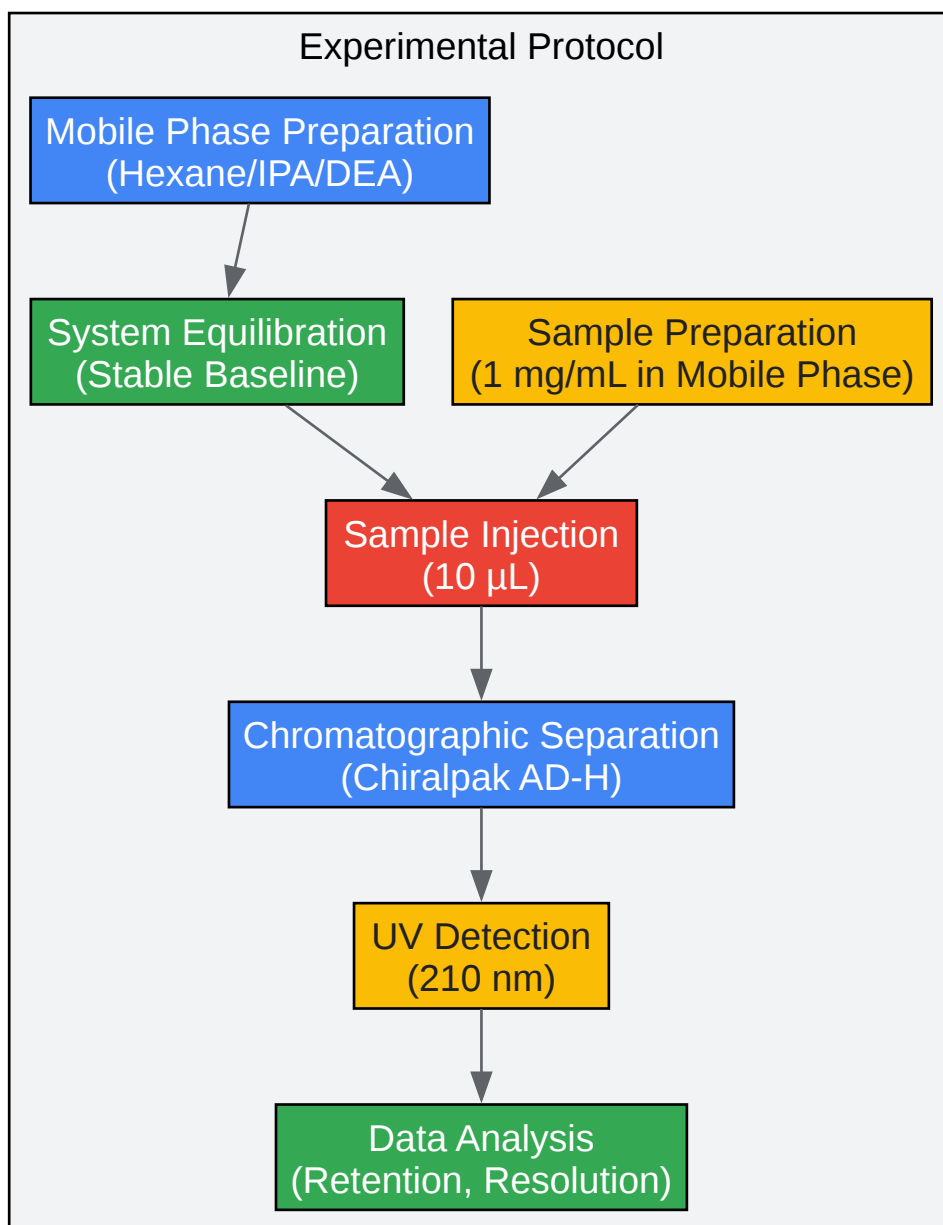 Experimental Protocol
Mobile Phase Preparation
(Hexane/IPA/DEA)
System Equilibration
(Stable Baseline)
Sample Preparation
(1 mg/mL in Mobile Phase)
Sample Injection
(10 µL)
Chromatographic Separation
(Chiralpak AD-H)
UV Detection
(210 nm)
Data Analysis
(Retention, Resolution)